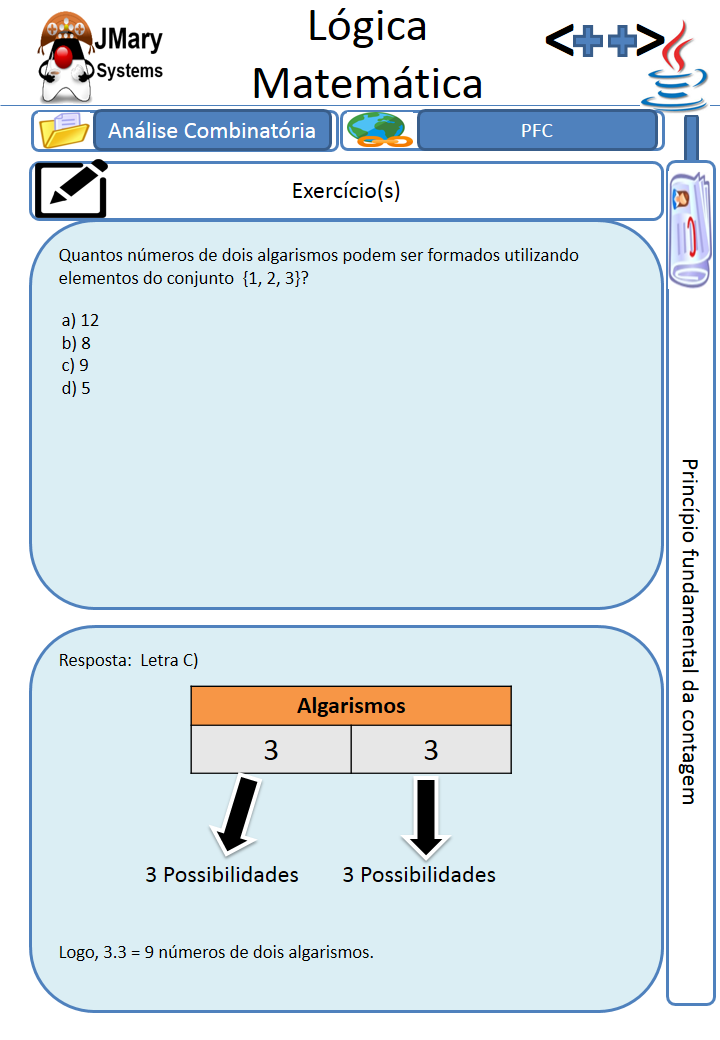 JMary
Systems
Lógica
Matemática
<++>
Análise Combinatória
PFC
Exercício(s)
Quantos números de dois algarismos podem ser formados utilizando
elementos do conjunto {1, 2, 3}?
a) 12
b) 8
c) 9
d) 5
Princípio fundamental da contagem
Resposta: Letra C)
Algarismos
3 3
3 Possibilidades 3 Possibilidades
Logo, 3.3 = 9 números de dois algarismos.